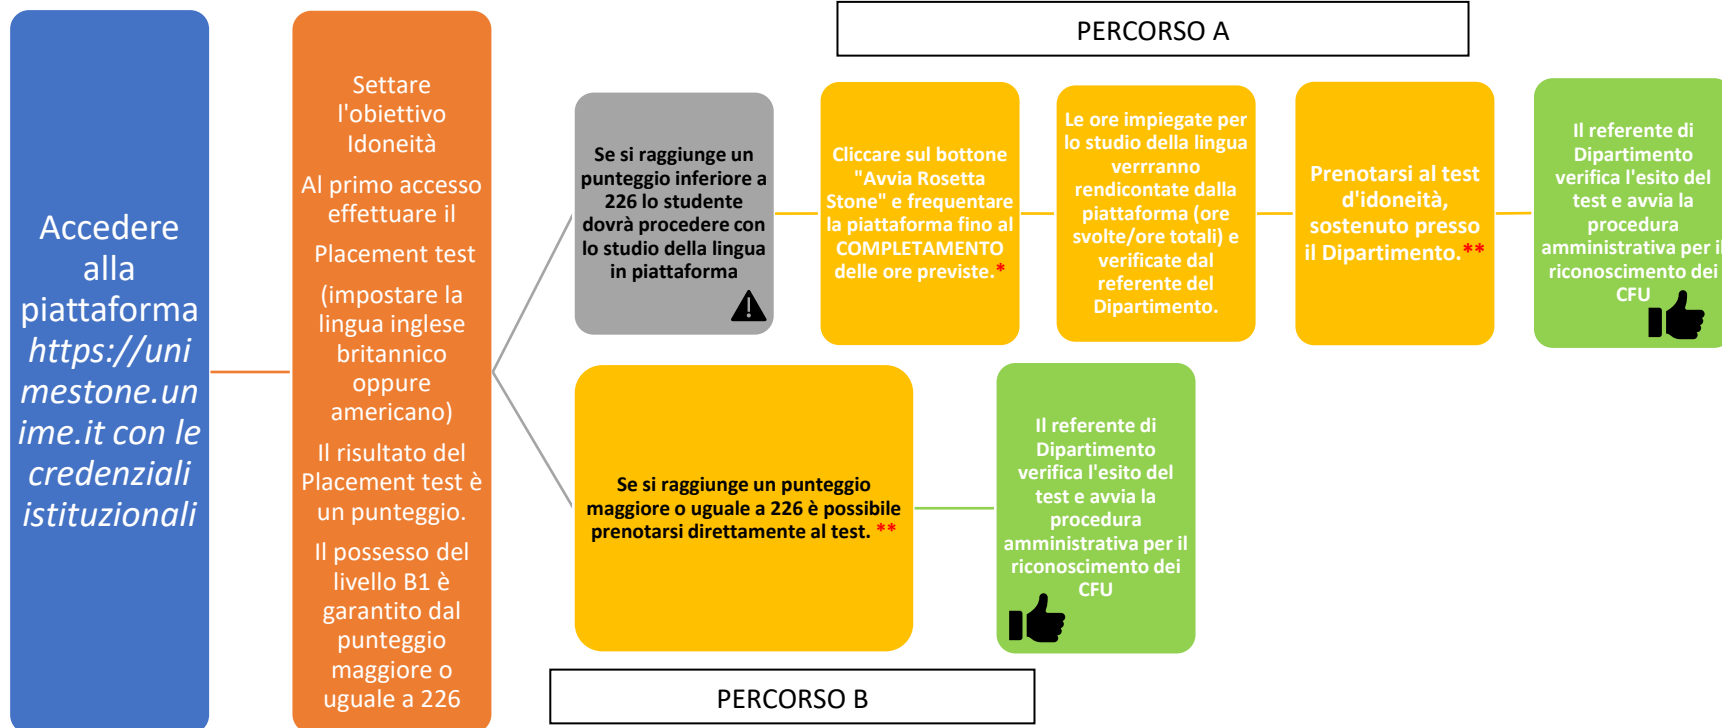 PERCORSO A
Accedere
alla
piattaforma
https://uni
mestone.un
ime.it con le
credenziali
istituzionali
Settare
l'obiettivo
Idoneità
Al primo accesso
effettuare il
Placement test
(impostare la
lingua inglese
britannico
oppure
americano)
Il risultato del
Placement test è
un punteggio.
Il possesso del
livello B1 è
garantito dal
punteggio
maggiore o
uguale a 226
Se si raggiunge un
punteggio inferiore a
226 lo studente
dovrà procedere con
lo studio della lingua
in piattaforma
Cliccare sul bottone
"Avvia Rosetta
Stone" e frequentare
la piattaforma fino al
COMPLETAMENTO
delle ore previste.*
Le ore impiegate per
lo studio della lingua
verrranno
rendicontate dalla
piattaforma (ore
svolte/ore totali) e
verificate dal
referente del
Dipartimento.
Prenotarsi al test
d'idoneità,
sostenuto presso
il Dipartimento.**
Il referente di
Dipartimento
verifica l'esito del
test e avvia la
procedura
amministrativa per il
riconoscimento dei
CFU
Se si raggiunge un punteggio
maggiore o uguale a 226 è possibile
prenotarsi direttamente al test. **
Il referente di
Dipartimento
verifica l'esito del
test e avvia la
procedura
amministrativa per il
riconoscimento dei
CFU
PERCORSO B